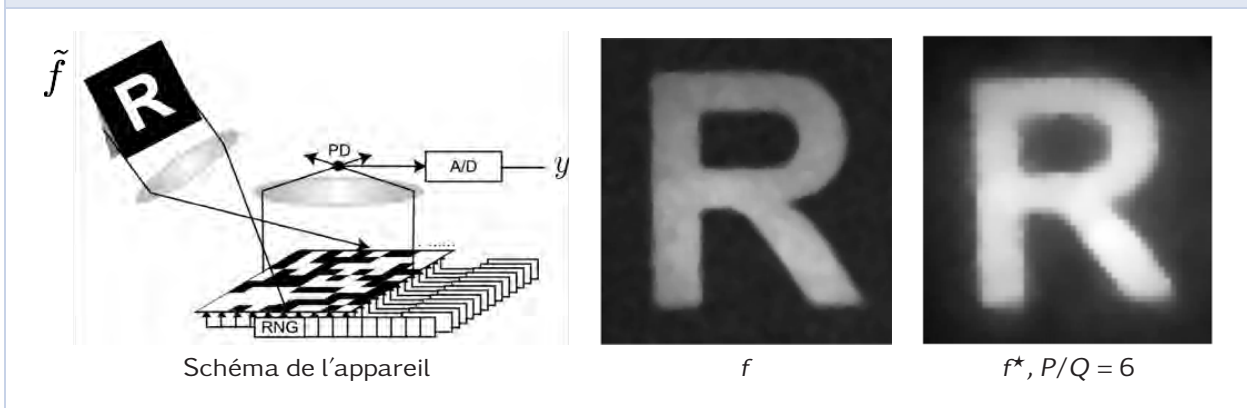 f̃
R
PD
A/D
y
RNG
R
R
Schéma de l'appareil
f
f★, P/Q = 6